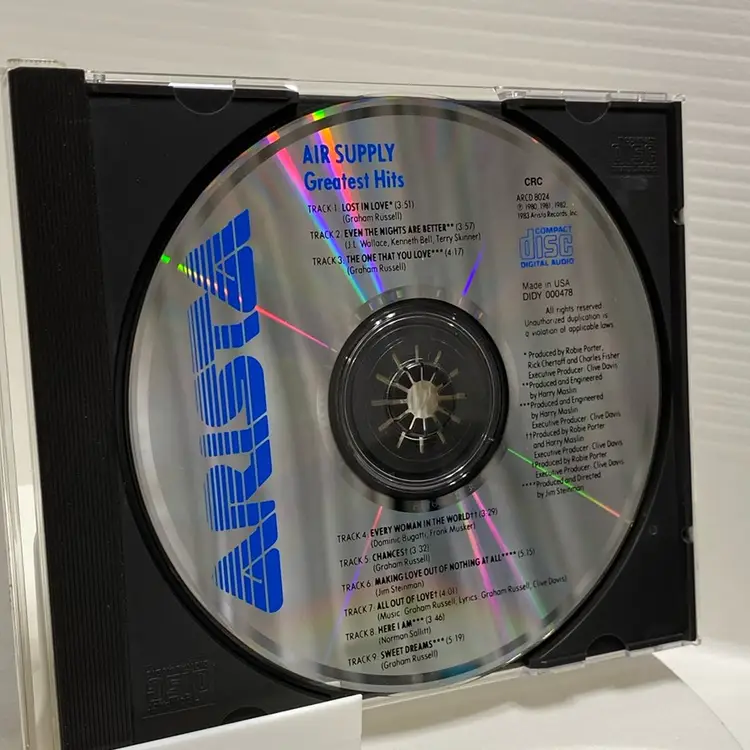 AIR SUPPLY
Greatest Hits
TRACK 1. LOST IN LOVE* (3:51)
(Graham Russell)
TRACK 2. EVEN THE NIGHTS ARE BETTER** (3:57)
(J.L. Wallace, Kenneth Bell, Terry Skinner)
TRACK 3. THE ONE THAT YOU LOVE*** (4:17)
(Graham Russell)
ARISTA
CRC
ARCD 8024
℗ 1980, 1981, 1982,
1983 Arista Records, Inc.
COMPACT
disc
DIGITAL AUDIO
Made in USA
DIDY 000478
All rights reserved
Unauthorized duplication is
a violation of applicable laws.
* Produced by Robie Porter,
Rick Chertoff and Charles Fisher
Executive Producer: Clive Davis
**Produced and Engineered
by Harry Maslin
***Produced and Engineered
by Harry Maslin
Executive Producer: Clive Davis
††Produced by Robie Porter
and Harry Maslin
Executive Producer: Clive Davis
†Produced by Robie Porter
Executive Producer: Clive Davis
****Produced and Directed
by Jim Steinman
TRACK 4. EVERY WOMAN IN THE WORLD†† (3:29)
(Dominic Bugatti, Frank Musker)
TRACK 5. CHANCES† (3:32)
(Graham Russell)
TRACK 6. MAKING LOVE OUT OF NOTHING AT ALL**** (5:15)
(Jim Steinman)
TRACK 7. ALL OUT OF LOVE† (4:01)
(Music: Graham Russell, Lyrics: Graham Russell, Clive Davis)
TRACK 8. HERE I AM*** (3:46)
(Norman Sallitt)
TRACK 9. SWEET DREAMS*** (5:19)
(Graham Russell)